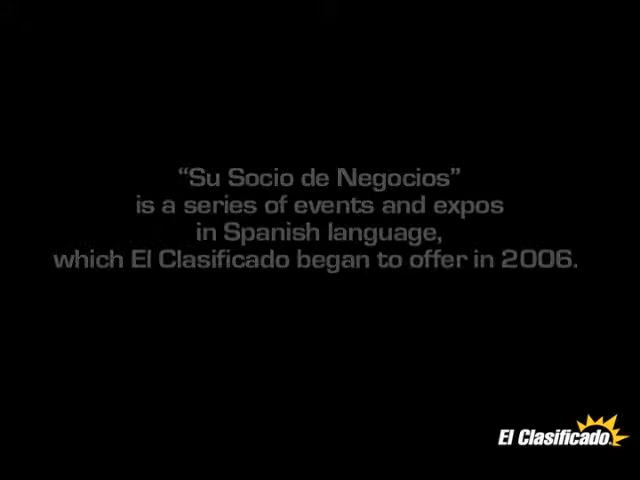 “Su Socio de Negocios”
is a series of events and expos
in Spanish language,
which El Clasificado began to offer in 2006.
El Clasificado